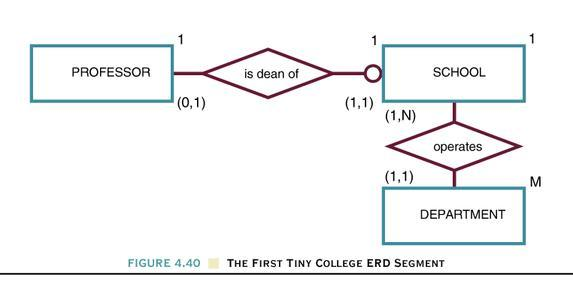 1
1
1
PROFESSOR
is dean of
SCHOOL
(0,1)
(1,1)
(1,N)
operates
(1,1)
M
DEPARTMENT
FIGURE 4.40 THE FIRST TINY COLLEGE ERD SEGMENT